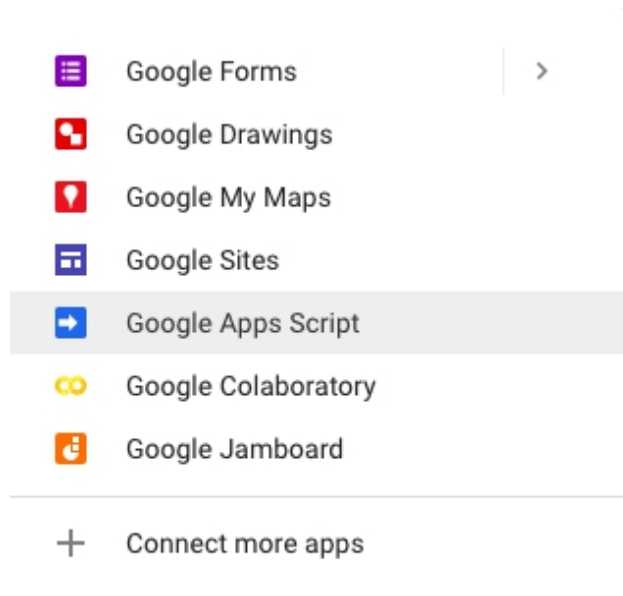 Google Forms
Google Drawings
Google My Maps
Google Sites
Google Apps Script
Google Colaboratory
Google Jamboard
Connect more apps